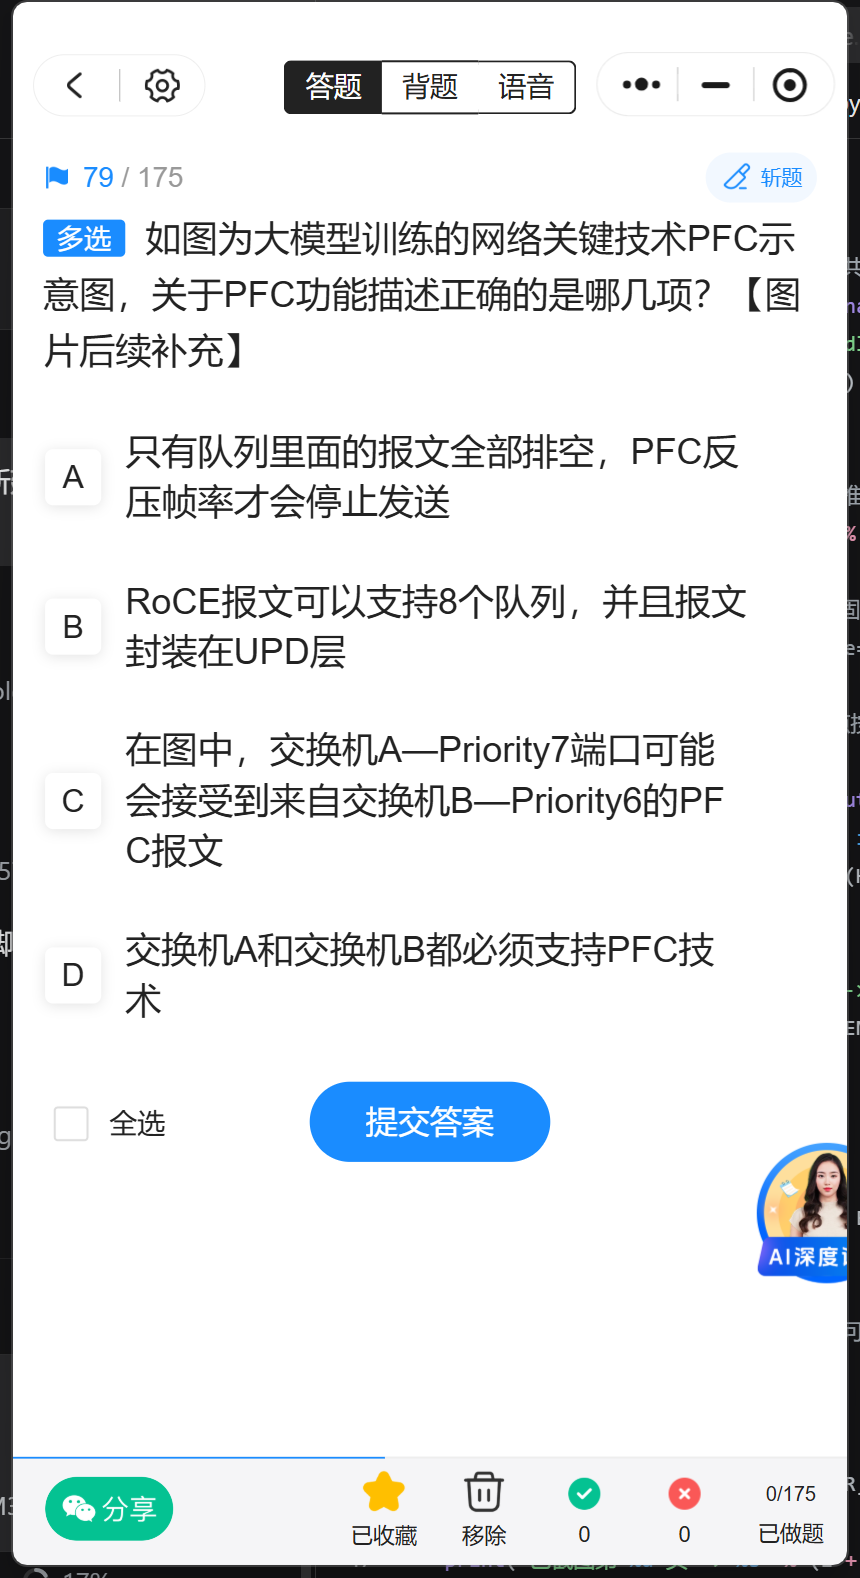 答题 背题 语音
79 / 175 斩题
多选 如图为大模型训练的网络关键技术PFC示
意图，关于PFC功能描述正确的是哪几项？【图
片后续补充】
A 只有队列里面的报文全部排空，PFC反
压帧率才会停止发送
B RoCE报文可以支持8个队列，并且报文
封装在UPD层
C 在图中，交换机A—Priority7端口可能
会接受到来自交换机B—Priority6的PF
C报文
D 交换机A和交换机B都必须支持PFC技
术
全选 提交答案
AI深度
分享 已收藏 移除 0 0 0/175
已做题